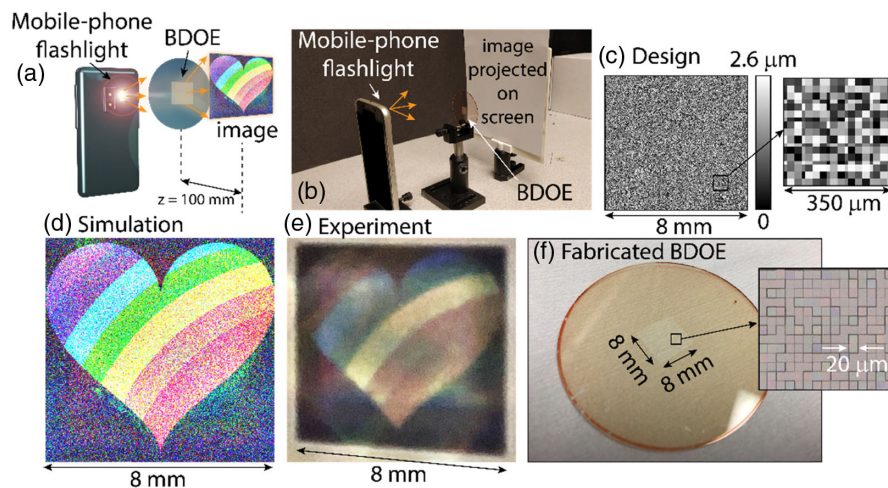 Mobile-phone
flashlight
BDOE
(a)
image
z = 100 mm
Mobile-phone
flashlight
image
projected
on
screen
(b)
BDOE
(c) Design
2.6 μm
0
8 mm
350 μm
(d) Simulation
8 mm
(e) Experiment
8 mm
(f) Fabricated BDOE
8 mm
8 mm
20 μm